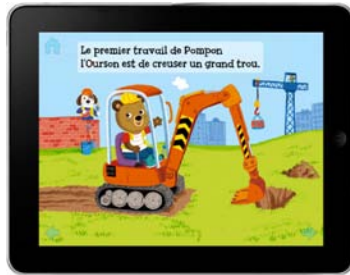 Le premier travail de Pompon
l'Ourson est de creuser un grand trou.